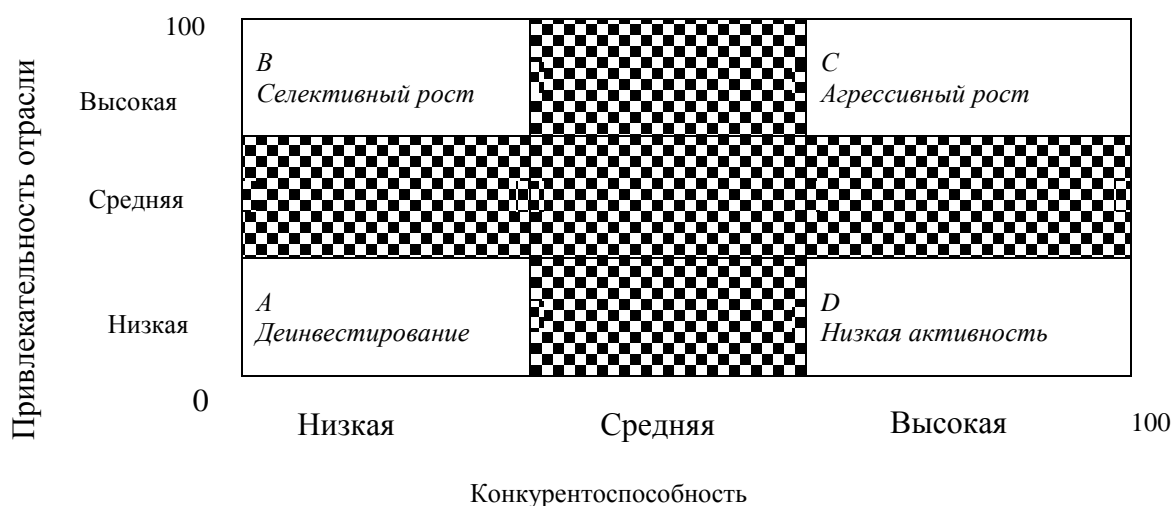 Привлекательность отрасли
100
Высокая
Средняя
Низкая
0
B
Селективный рост
C
Агрессивный рост
A
Деинвестирование
D
Низкая активность
Низкая
Средняя
Высокая
100
Конкурентоспособность